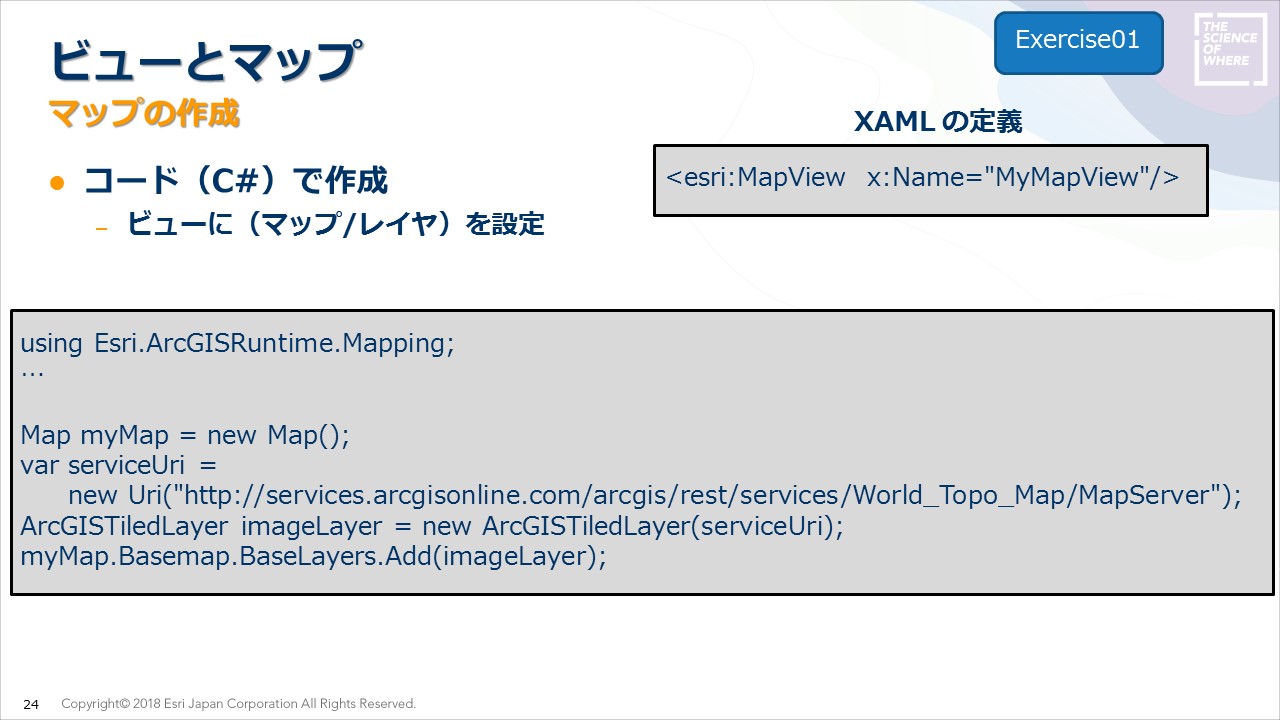 ビューとマップ
マップの作成
Exercise01
THE
SCIENCE
OF
WHERE
● コード（C#）で作成
– ビューに（マップ/レイヤ）を設定
XAML の定義
<esri:MapView x:Name="MyMapView"/>
using Esri.ArcGISRuntime.Mapping;
…
Map myMap = new Map();
var serviceUri =
new Uri("http://services.arcgisonline.com/arcgis/rest/services/World_Topo_Map/MapServer");
ArcGISTiledLayer imageLayer = new ArcGISTiledLayer(serviceUri);
myMap.Basemap.BaseLayers.Add(imageLayer);
24 Copyright© 2018 Esri Japan Corporation All Rights Reserved.